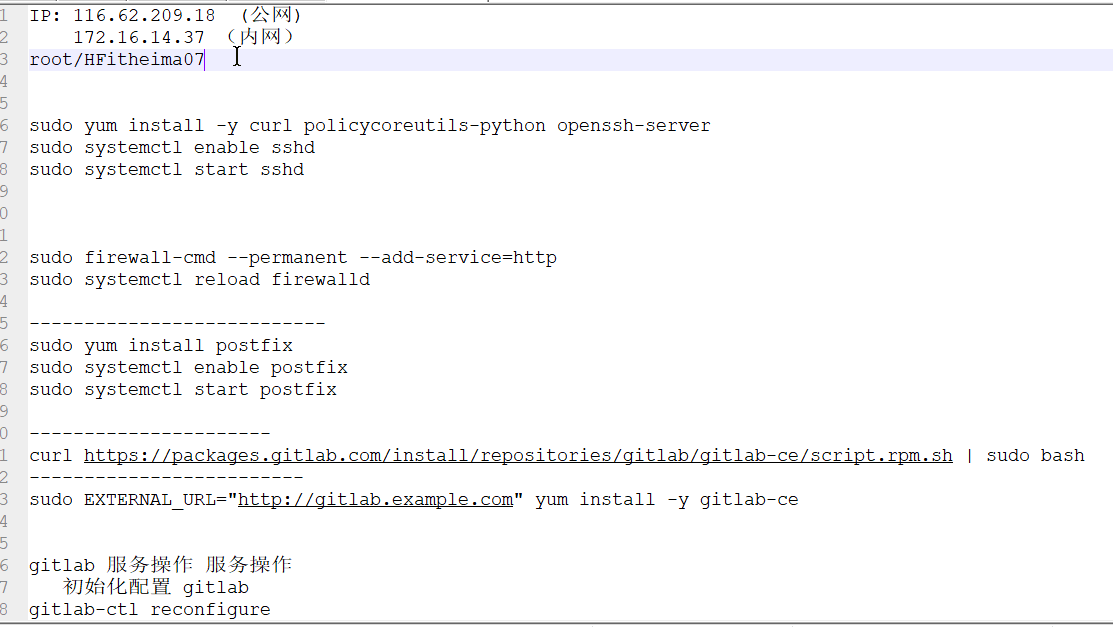 1 IP: 116.62.209.18 (公网)
2 172.16.14.37 （内网）
3 root/HFitheima07
4
5
6 sudo yum install -y curl policycoreutils-python openssh-server
7 sudo systemctl enable sshd
8 sudo systemctl start sshd
9
0
1
2 sudo firewall-cmd --permanent --add-service=http
3 sudo systemctl reload firewalld
4
5 ---------------------------
6 sudo yum install postfix
7 sudo systemctl enable postfix
8 sudo systemctl start postfix
9
0 ----------------------
1 curl https://packages.gitlab.com/install/repositories/gitlab/gitlab-ce/script.rpm.sh | sudo bash
2 -------------------------
3 sudo EXTERNAL_URL="http://gitlab.example.com" yum install -y gitlab-ce
4
5
6 gitlab 服务操作 服务操作
7 初始化配置 gitlab
8 gitlab-ctl reconfigure